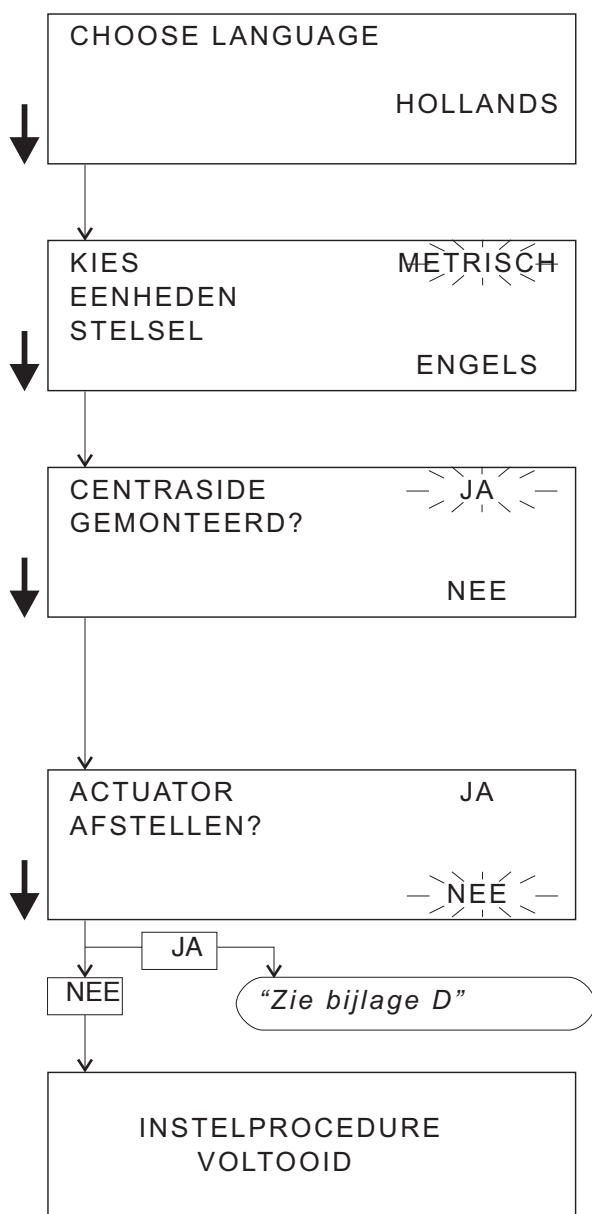 CHOOSE LANGUAGE
HOLLANDS
KIES METRISCH
EENHEDEN
STELSEL
ENGELS
CENTRASIDE JA
GEMONTEERD?
NEE
ACTUATOR JA
AFSTELLEN?
NEE
JA
NEE
“Zie bijlage D”
INSTELPROCEDURE
VOLTOOID